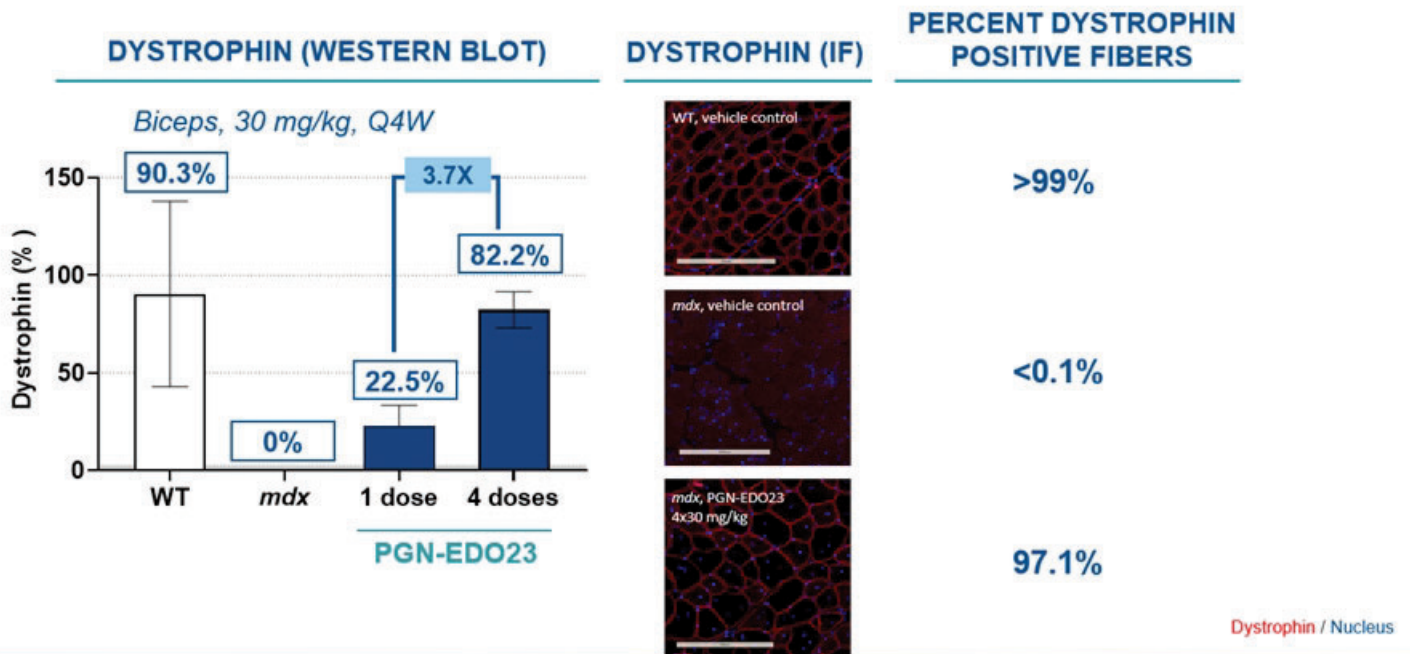 DYSTROPHIN (WESTERN BLOT)
Biceps, 30 mg/kg, Q4W
90.3%
3.7X
82.2%
22.5%
0%
150
100
50
0
Dystrophin (% )
WT
mdx
1 dose
4 doses
PGN-EDO23
DYSTROPHIN (IF)
WT, vehicle control
mdx, vehicle control
mdx, PGN-EDO23
4x30 mg/kg
PERCENT DYSTROPHIN
POSITIVE FIBERS
>99%
<0.1%
97.1%
Dystrophin / Nucleus